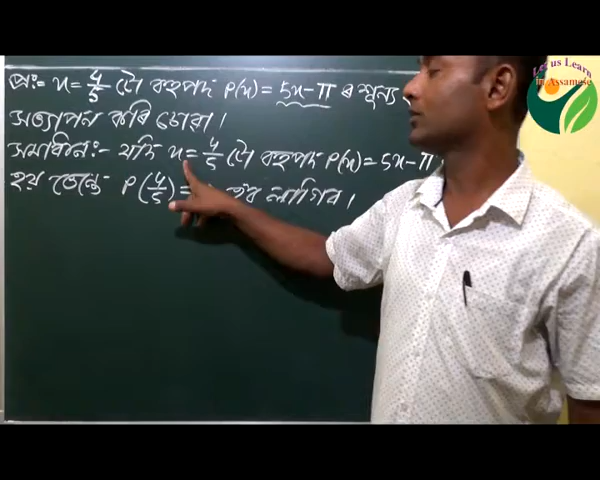 Let us Learn
in Assamese
প্ৰ:= x = 4/5 টো বহুপদ P(x) = 5x - π ৰ শূন্য
সত্যাপন কৰি চোৱা।
সমাধান:- যদি x = 4/5 টো বহুপদ P(x) = 5x - π
হয় তেন্তে P(4/5) = হব লাগিব।